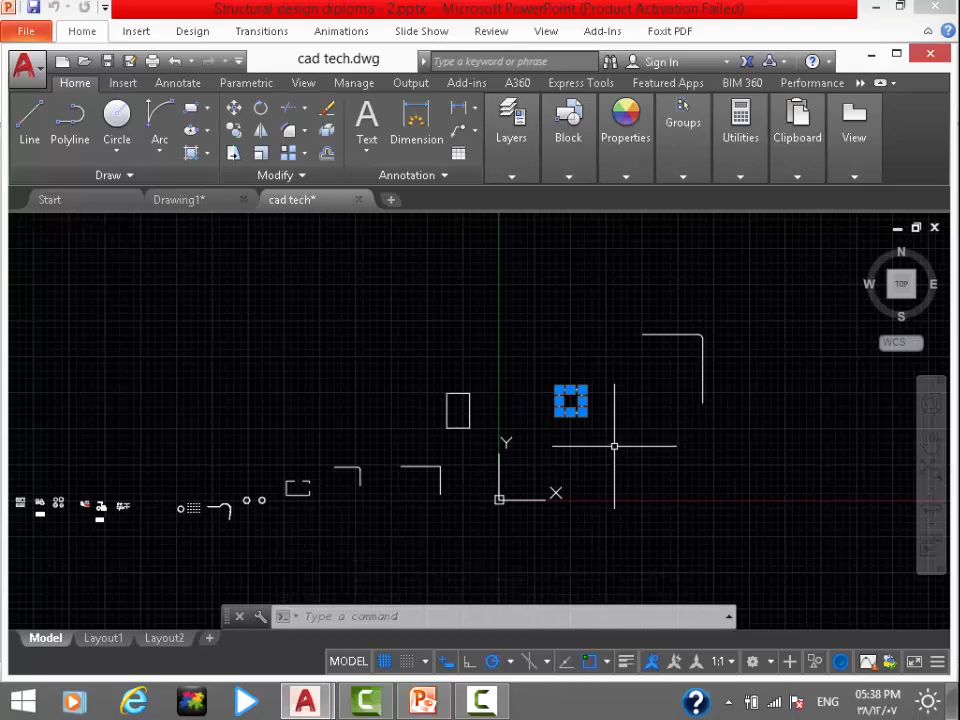 Structural design diploma - 2.pptx - Microsoft PowerPoint (Product Activation Failed)
File Home Insert Design Transitions Animations Slide Show Review View Add-Ins Foxit PDF
cad tech.dwg Type a keyword or phrase Sign In
Home Insert Annotate Parametric View Manage Output Add-ins A360 Express Tools Featured Apps BIM 360 Performance
Line Polyline Circle Arc Text Dimension Layers Block Properties Groups Utilities Clipboard View
Draw Modify Annotation
Start Drawing1* cad tech*
N
W TOP E
S
WCS
Y
X
Type a command
Model Layout1 Layout2
MODEL 1:1
ENG 05:38 PM
٣٨/١٢/٠٧